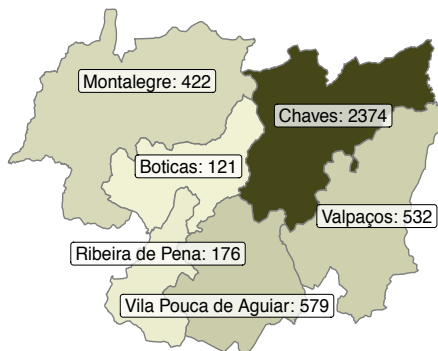 Montalegre: 422
Chaves: 2374
Boticas: 121
Valpaços: 532
Ribeira de Pena: 176
Vila Pouca de Aguiar: 579